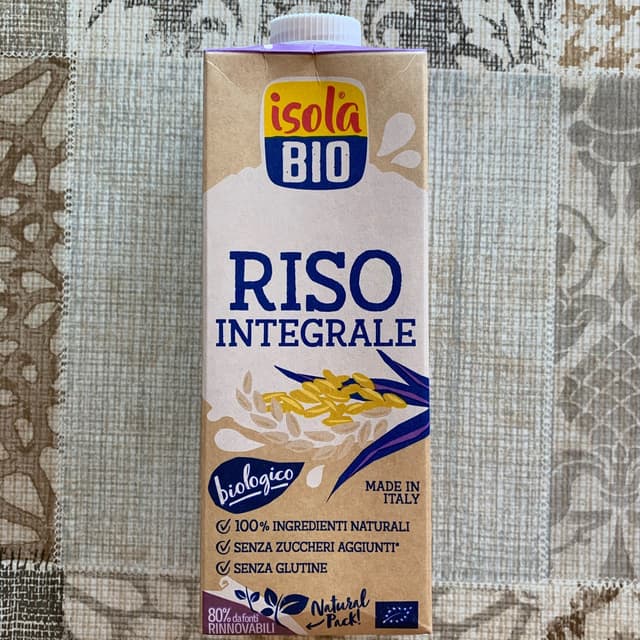 isola®
BIO
RISO
INTEGRALE
biologico
MADE IN
ITALY
100% INGREDIENTI NATURALI
SENZA ZUCCHERI AGGIUNTI*
SENZA GLUTINE
80% da fonti
RINNOVABILI
Natural
Pack!